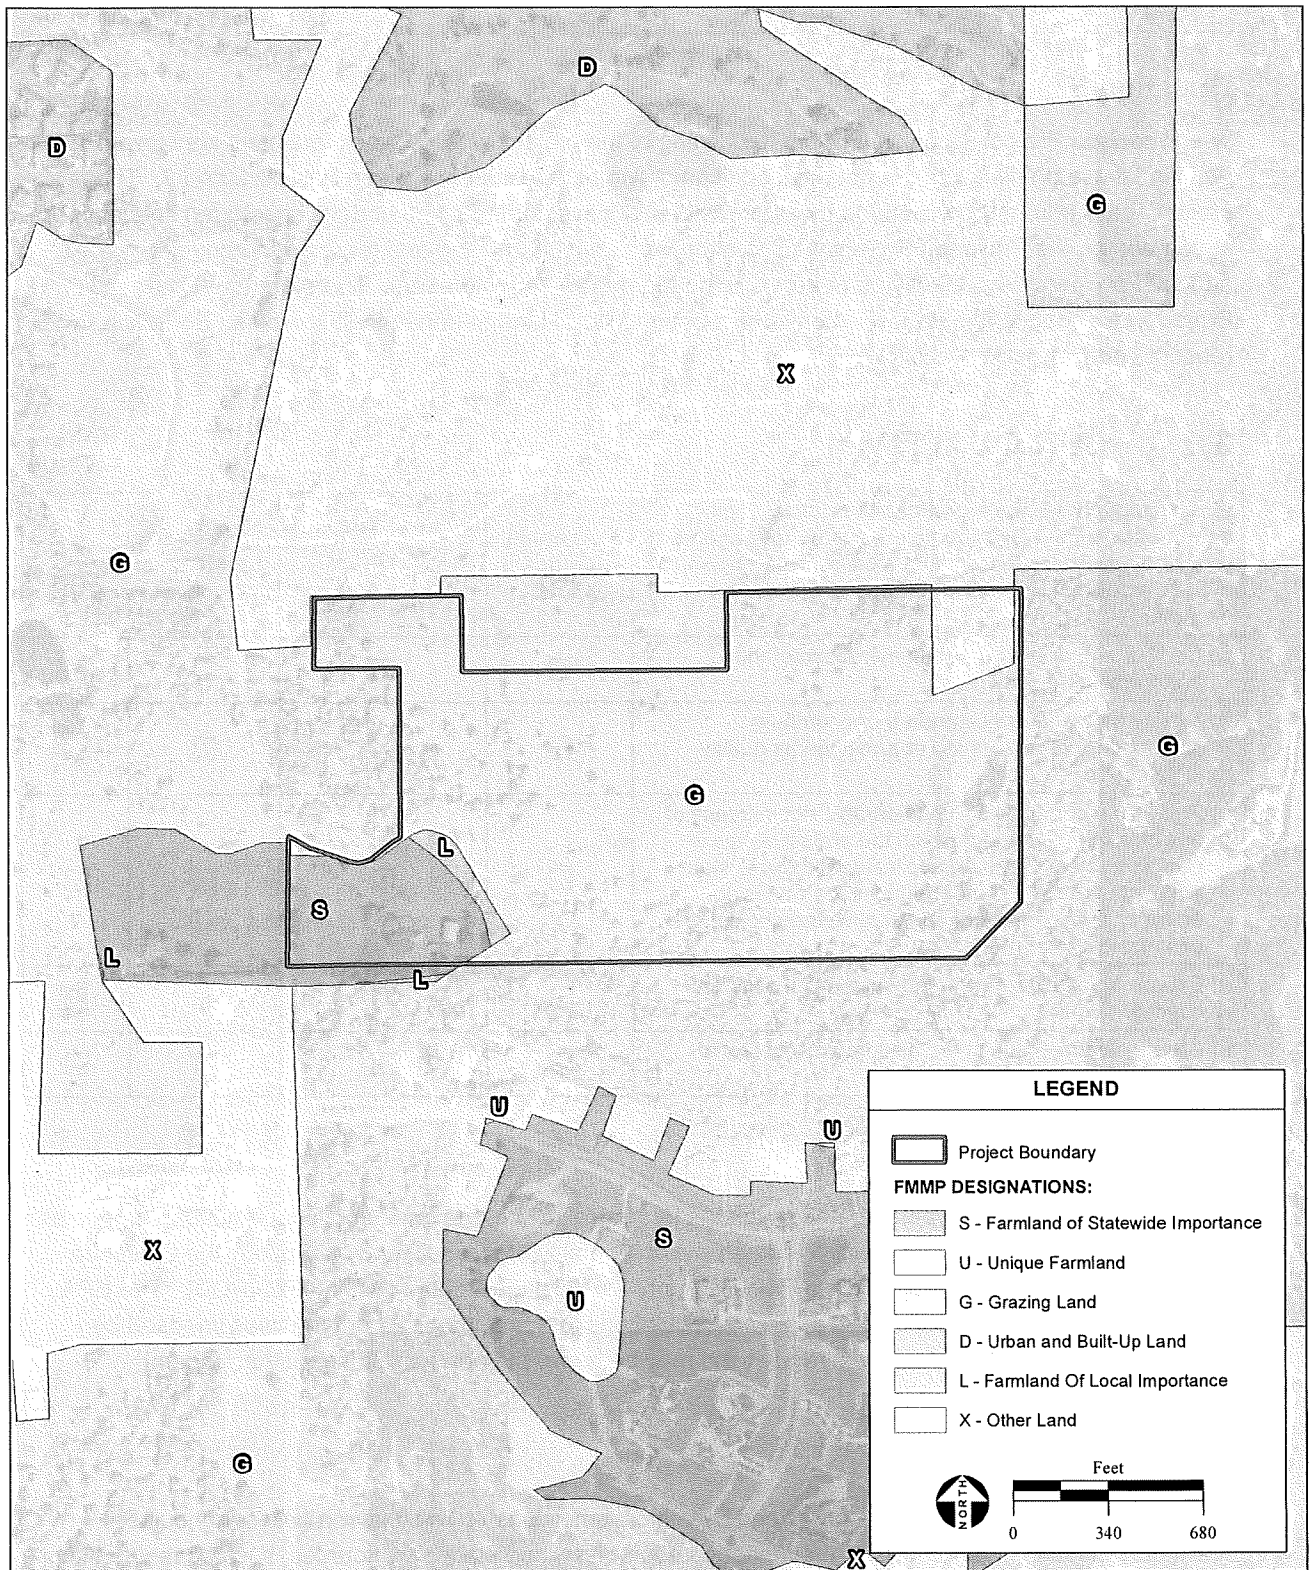 D
D
G
X
G
G
G
L
S
L
L
U
U
S
X
U
G
X
LEGEND
Project Boundary
FMMP DESIGNATIONS:
S - Farmland of Statewide Importance
U - Unique Farmland
G - Grazing Land
D - Urban and Built-Up Land
L - Farmland Of Local Importance
X - Other Land
NORTH
Feet
0 340 680